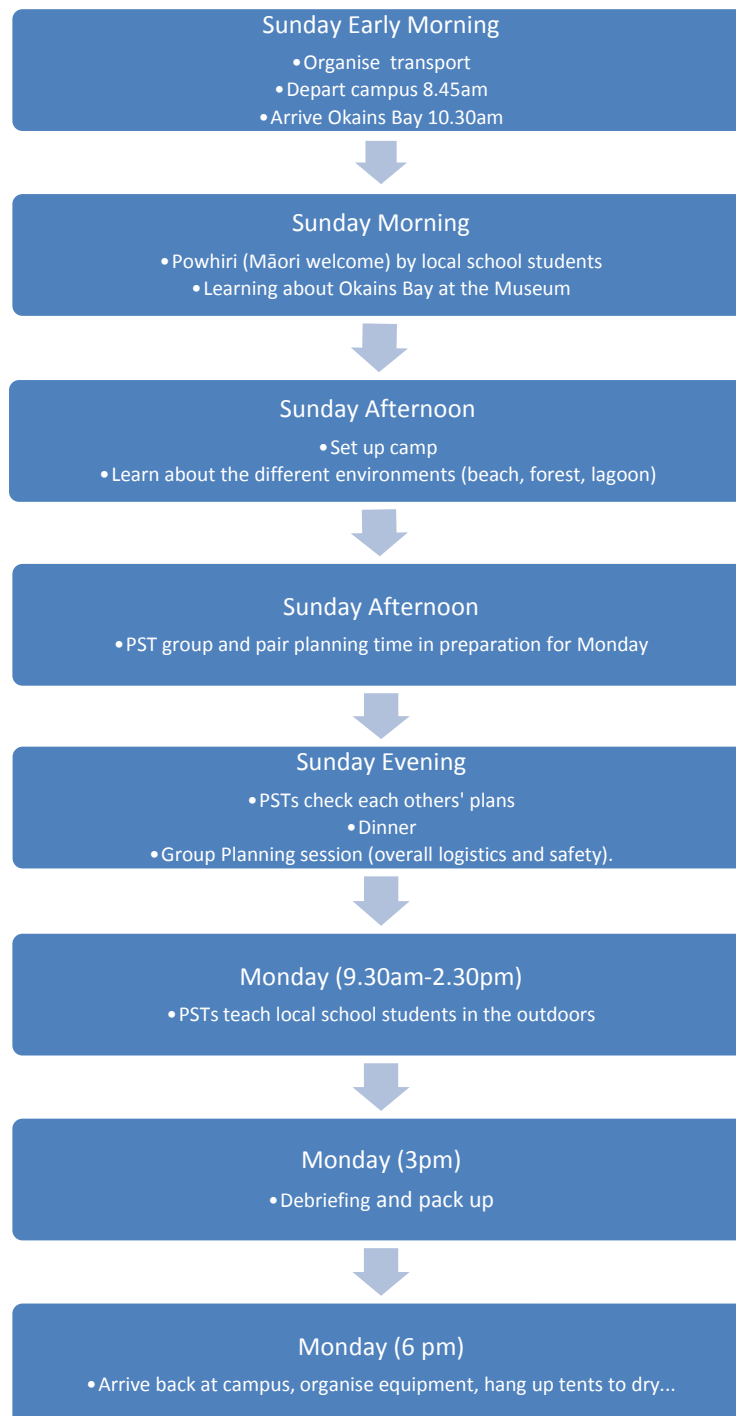 Sunday Early Morning
•Organise transport
•Depart campus 8.45am
•Arrive Okains Bay 10.30am
Sunday Morning
•Powhiri (Māori welcome) by local school students
•Learning about Okains Bay at the Museum
Sunday Afternoon
•Set up camp
•Learn about the different environments (beach, forest, lagoon)
Sunday Afternoon
•PST group and pair planning time in preparation for Monday
Sunday Evening
•PSTs check each others' plans
•Dinner
•Group Planning session (overall logistics and safety).
Monday (9.30am-2.30pm)
•PSTs teach local school students in the outdoors
Monday (3pm)
•Debriefing and pack up
Monday (6 pm)
•Arrive back at campus, organise equipment, hang up tents to dry...